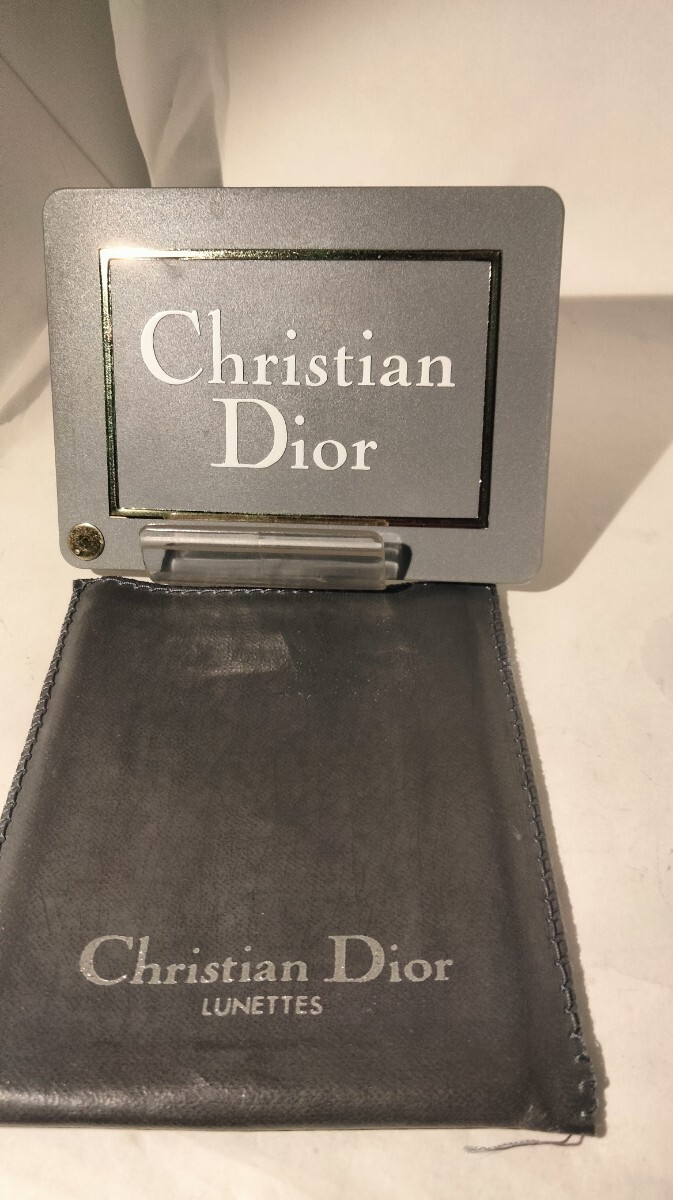 Christian
Dior
Christian Dior
LUNETTES